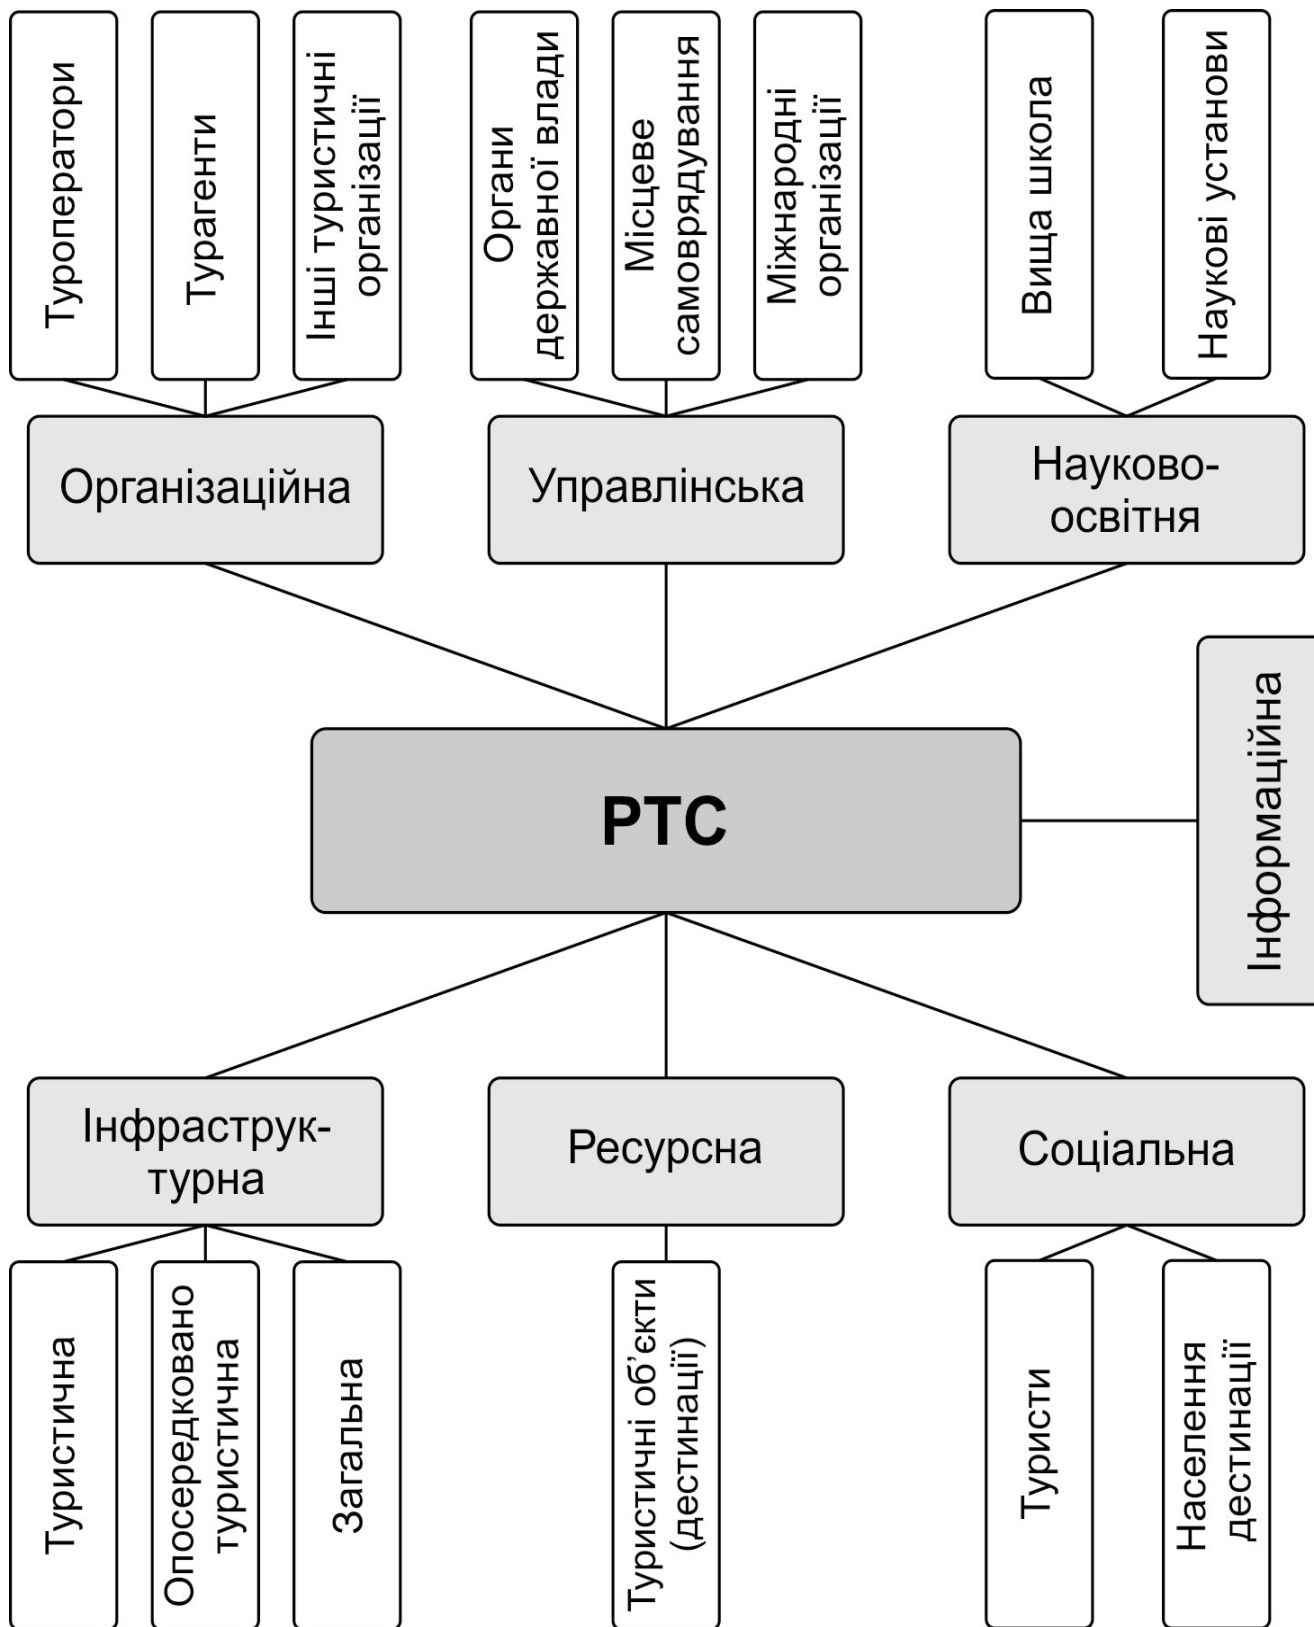 Туроператори
Турагенти
Інші туристичні
організації
Органи
державної влади
Місцеве
самоврядування
Міжнародні
організації
Вища школа
Наукові установи
Організаційна
Управлінська
Науково-
освітня
РТС
Інформаційна
Інфраструк-
турна
Ресурсна
Соціальна
Туристична
Опосередковано
туристична
Загальна
Туристичні об’єкти
(дестинації)
Туристи
Населення
дестинації